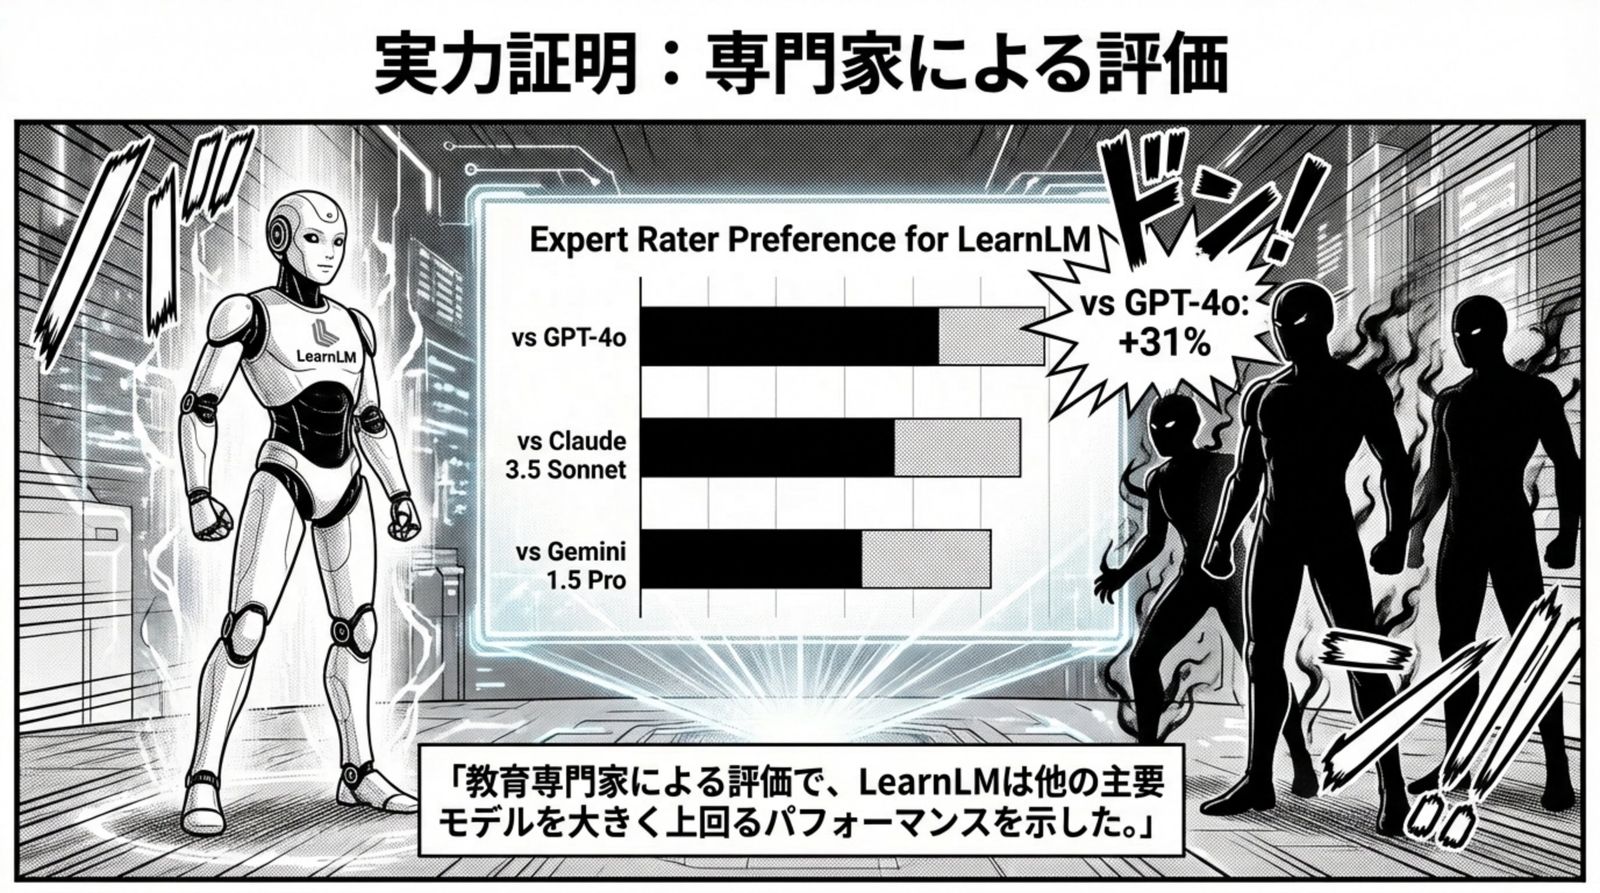 実力証明：専門家による評価
バババ
ドン！
Expert Rater Preference for LearnLM
vs GPT-4o:
+31%
vs GPT-4o
LearnLM
vs Claude
3.5 Sonnet
vs Gemini
1.5 Pro
「教育専門家による評価で、LearnLMは他の主要
モデルを大きく上回るパフォーマンスを示した。」